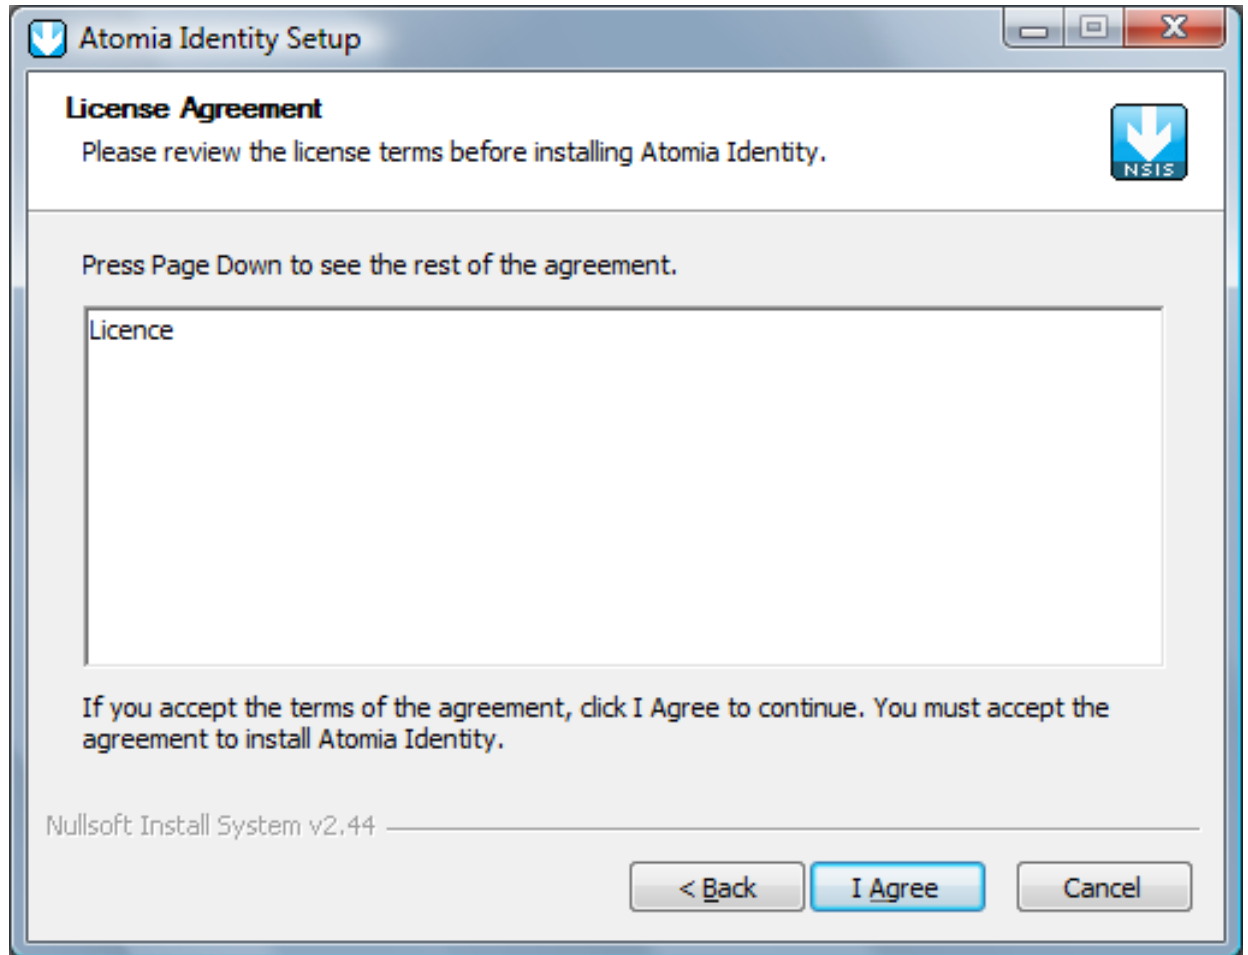 Atomia Identity Setup
License Agreement
Please review the license terms before installing Atomia Identity.
NSIS
Press Page Down to see the rest of the agreement.
Licence
If you accept the terms of the agreement, click I Agree to continue. You must accept the
agreement to install Atomia Identity.
Nullsoft Install System v2.44
< Back
I Agree
Cancel